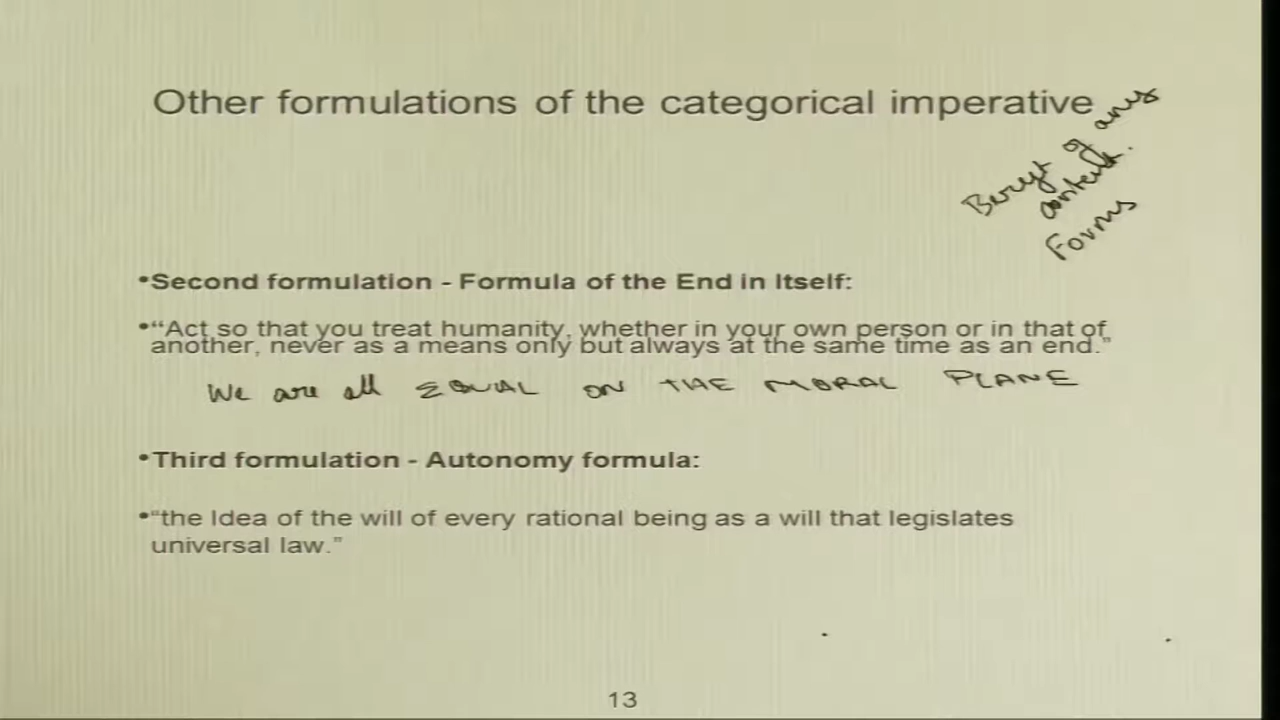 Other formulations of the categorical imperative
of any
content.
Forms
•Second formulation - Formula of the End in Itself:
•“Act so that you treat humanity, whether in your own person or in that of
another, never as a means only but always at the same time as an end.”
We are all EQUAL ON THE MORAL PLANE
•Third formulation - Autonomy formula:
•“the Idea of the will of every rational being as a will that legislates
universal law.”
13